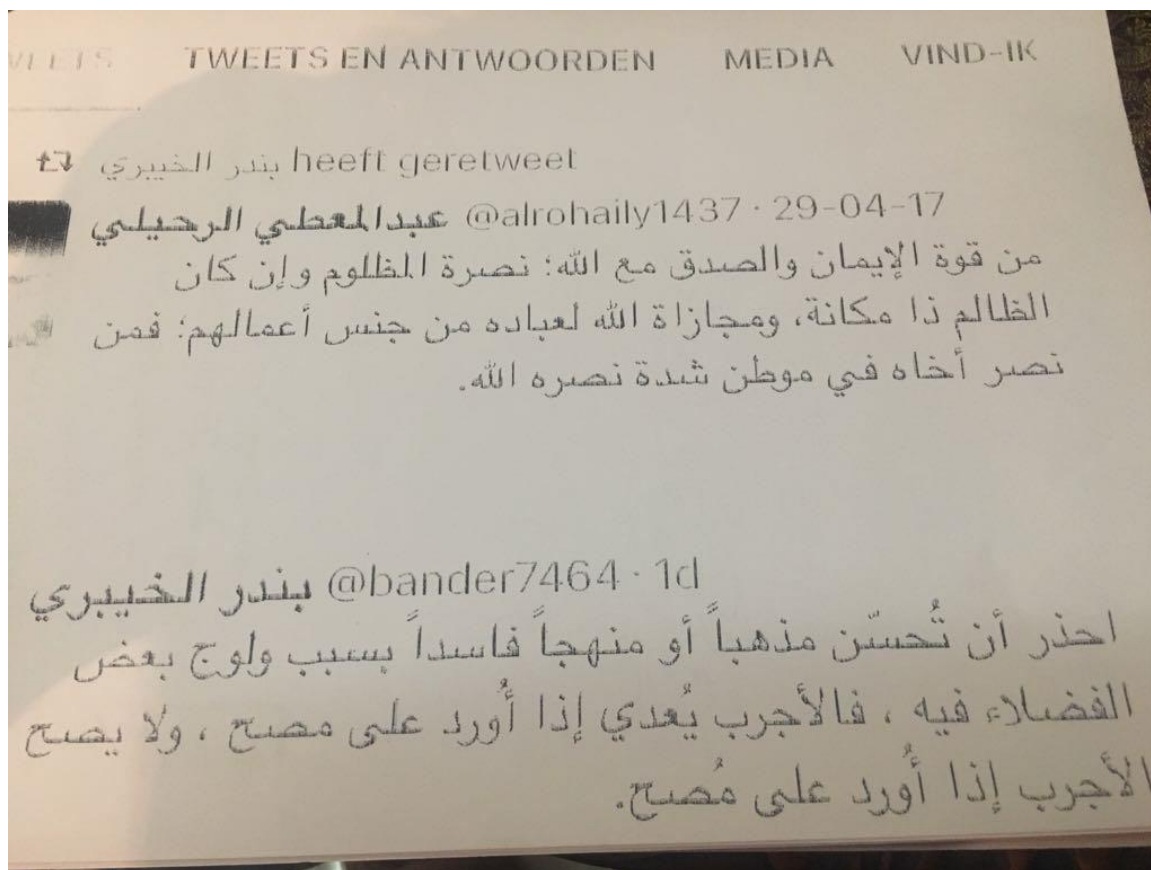 TWEETS TWEETS EN ANTWOORDEN MEDIA VIND-IK
بندر الخيبري heeft geretweet
عبدالمعطي الرحيلي @alrohaily1437 · 29-04-17
من قوة الإيمان والصدق مع الله؛ نصرة المظلوم وإن كان
الظالم ذا مكانة، ومجازاة الله لعباده من جنس أعمالهم؛ فمن
نصر أخاه في موطن شدة نصره الله.
بندر الخيبري @bander7464 · 1d
احذر أن تُحسّن مذهباً أو منهجاً فاسداً بسبب ولوج بعض
الفضلاء فيه ، فالأجرب يُعدي إذا أُورد على مصح ، ولا يصح
الأجرب إذا أُورد على مُصح.